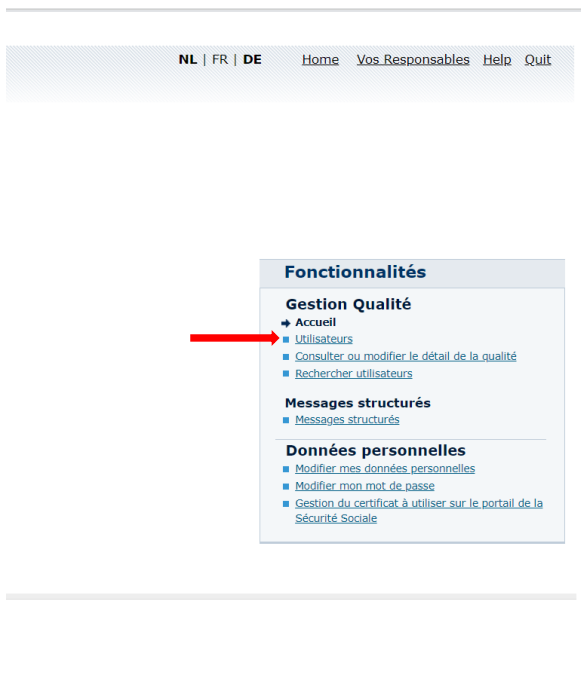 NL | FR | DE Home Vos Responsables Help Quit
Fonctionnalités
Gestion Qualité
Accueil
Utilisateurs
Consulter ou modifier le détail de la qualité
Rechercher utilisateurs
Messages structurés
Messages structurés
Données personnelles
Modifier mes données personnelles
Modifier mon mot de passe
Gestion du certificat à utiliser sur le portail de la
Sécurité Sociale